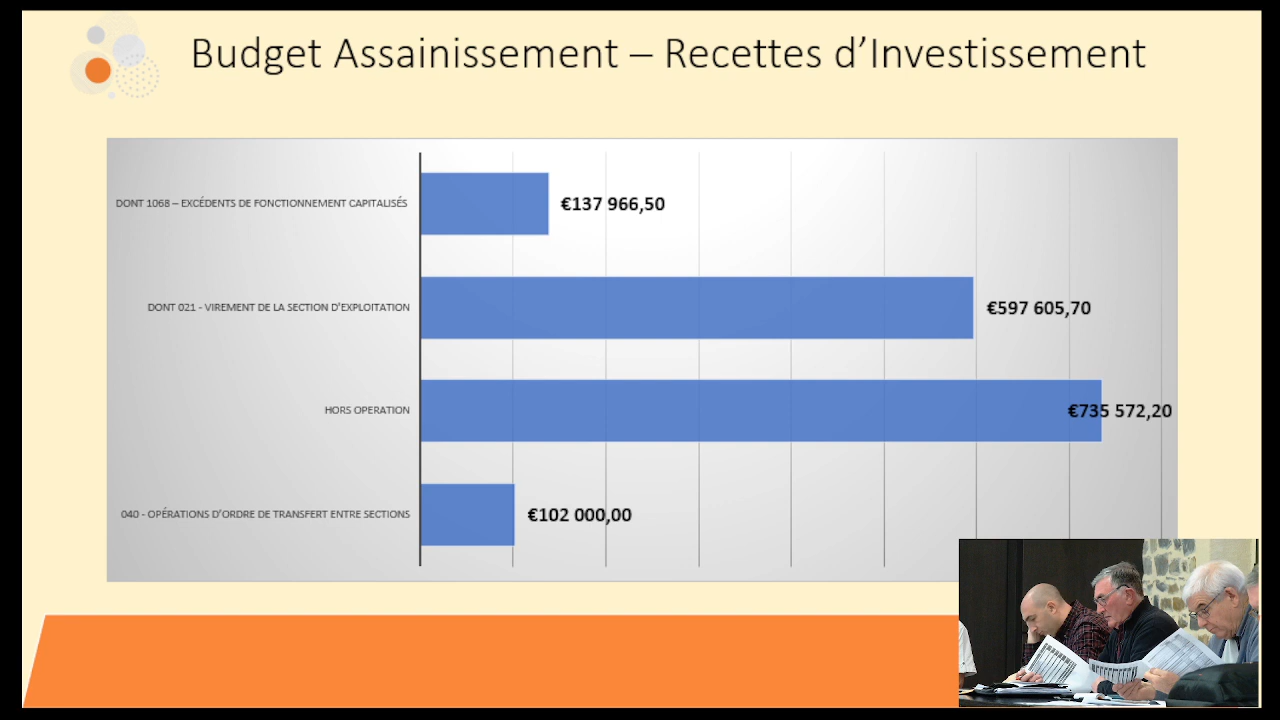 Budget Assainissement – Recettes d’Investissement
DONT 1068 – EXCÉDENTS DE FONCTIONNEMENT CAPITALISÉS
€137 966,50
DONT 021 - VIREMENT DE LA SECTION D'EXPLOITATION
€597 605,70
HORS OPERATION
€735 572,20
040 - OPÉRATIONS D'ORDRE DE TRANSFERT ENTRE SECTIONS
€102 000,00